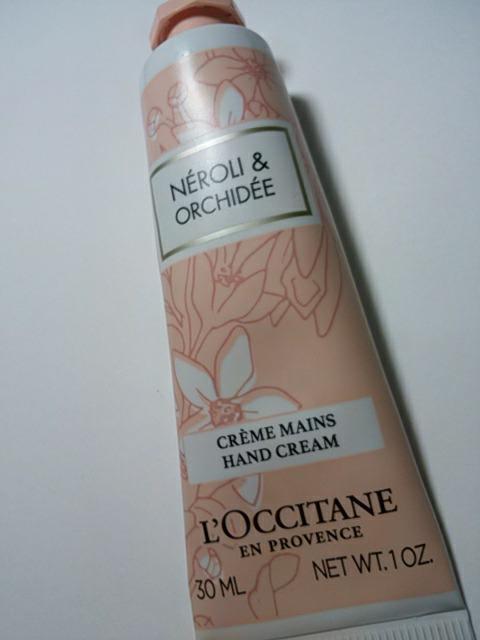 NÉROLI &
ORCHIDÉE
CRÈME MAINS
HAND CREAM
L'OCCITANE
EN PROVENCE
30 ML NET WT. 1 OZ.